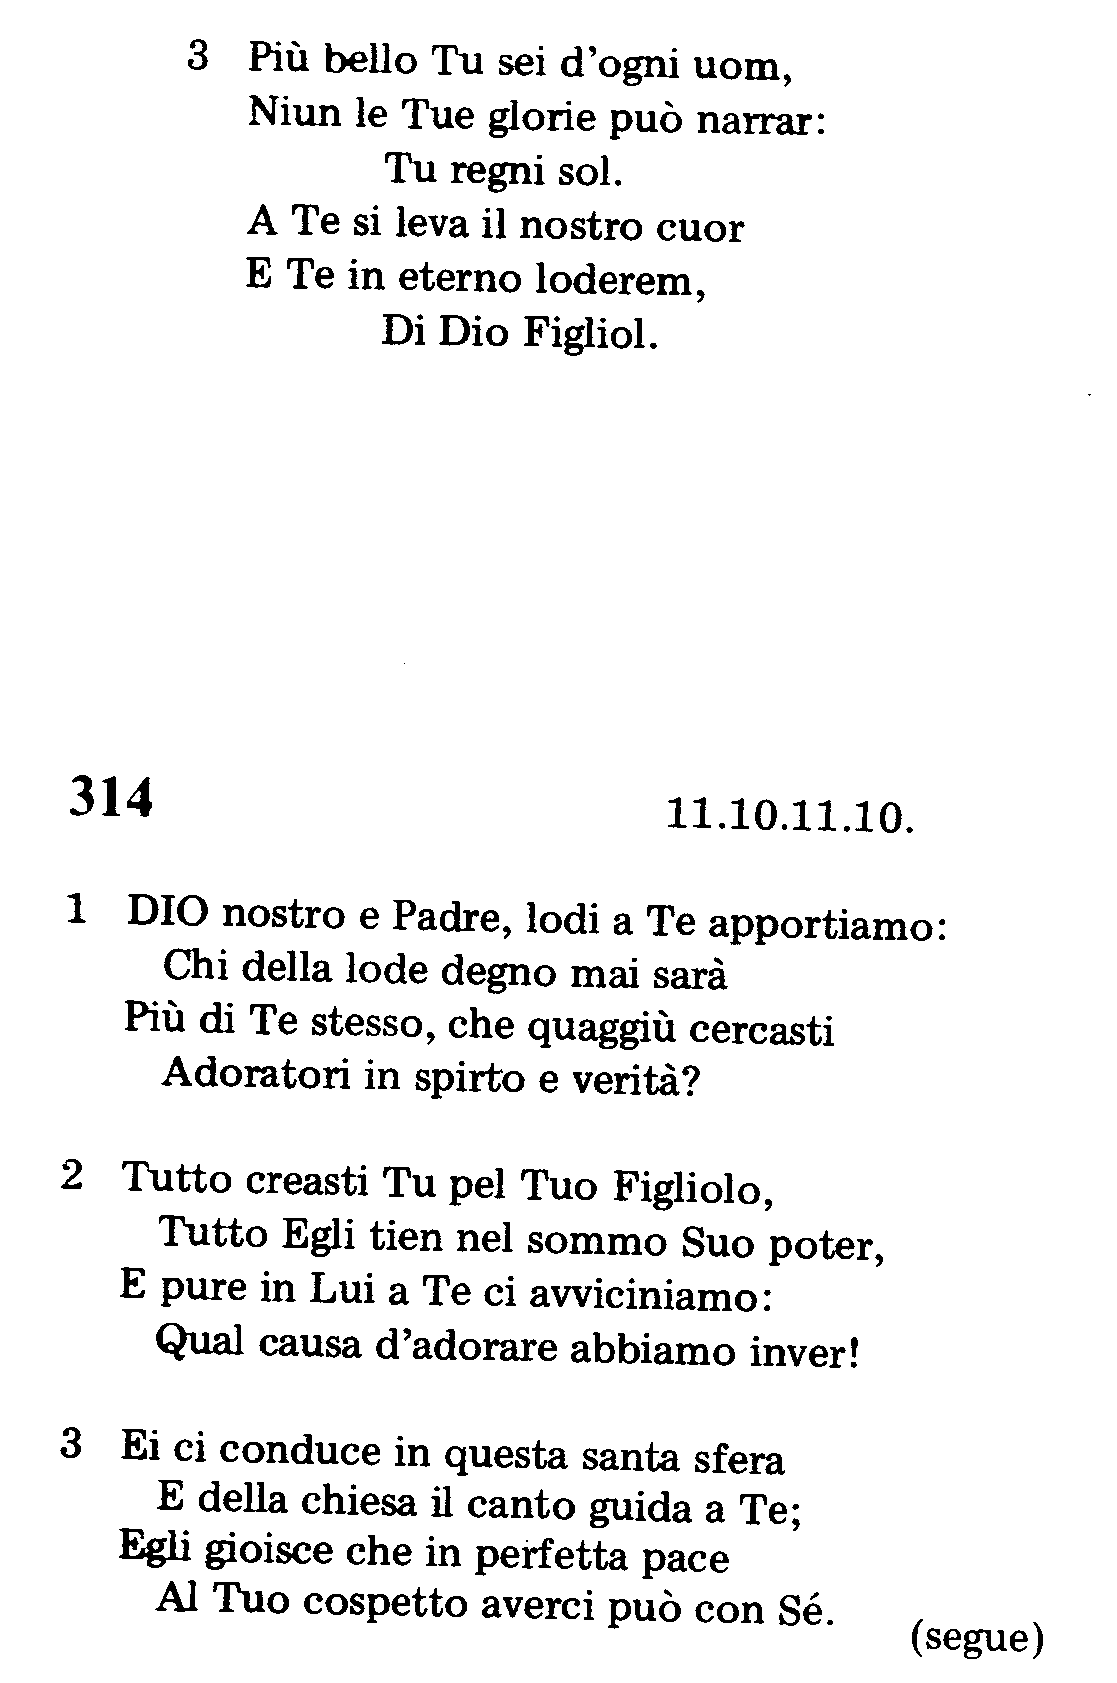 3 Più bello Tu sei d'ogni uom,
Niun le Tue glorie può narrar:
Tu regni sol.
A Te si leva il nostro cuor
E Te in eterno loderem,
Di Dio Figliol.
314 11.10.11.10.
1 DIO nostro e Padre, lodi a Te apportiamo:
Chi della lode degno mai sarà
Più di Te stesso, che quaggiù cercasti
Adoratori in spirto e verità?
2 Tutto creasti Tu pel Tuo Figliolo,
Tutto Egli tien nel sommo Suo poter,
E pure in Lui a Te ci avviciniamo:
Qual causa d'adorare abbiamo inver!
3 Ei ci conduce in questa santa sfera
E della chiesa il canto guida a Te;
Egli gioisce che in perfetta pace
Al Tuo cospetto averci può con Sé.
(segue)